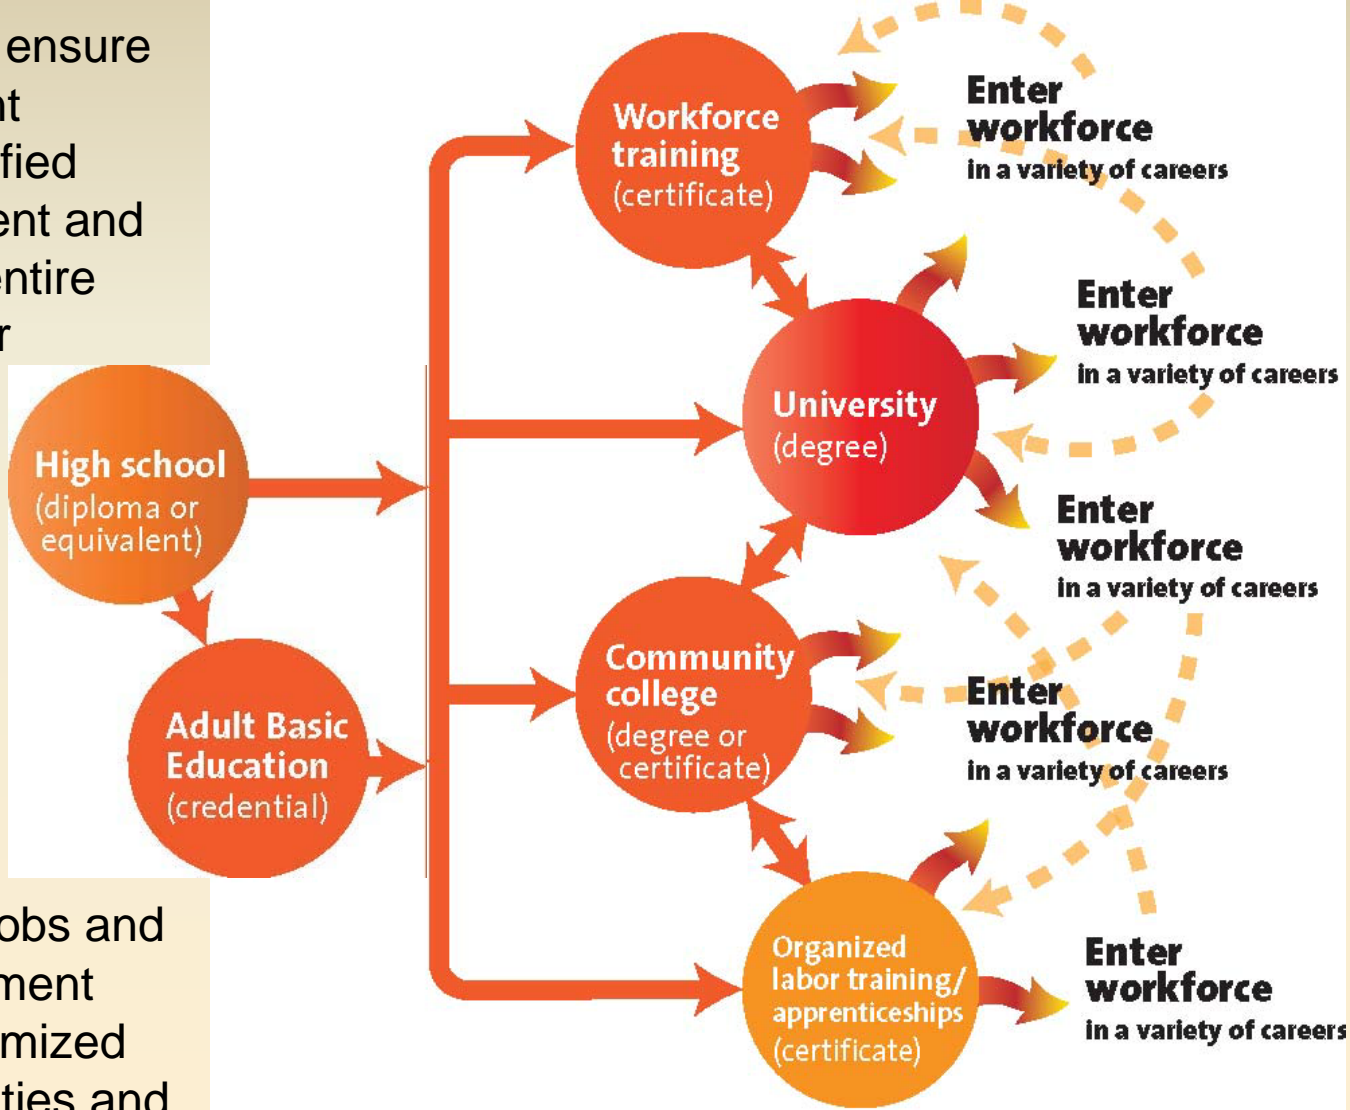 ensure
nt
fied
ent and
entire
r
Workforce
training
(certificate)
Enter
workforce
in a variety of careers
Enter
workforce
in a variety of careers
University
(degree)
High school
(diploma or
equivalent)
Enter
workforce
in a variety of careers
Community
college
(degree or
certificate)
Enter
workforce
in a variety of careers
Adult Basic
Education
(credential)
obs and
ment
mized
ties and
Organized
labor training/
apprenticeships
(certificate)
Enter
workforce
in a variety of careers